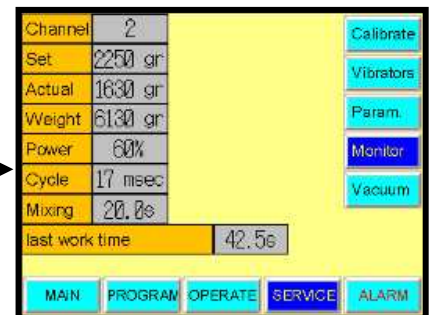 Channel 2
Set 2250 gr
Actual 1630 gr
Weight 6130 gr
Power 60%
Cycle 17 msec
Mixing 20.0s
last work time 42.5s
Calibrate
Vibrators
Param.
Monitor
Vacuum
MAIN PROGRAM OPERATE SERVICE ALARM